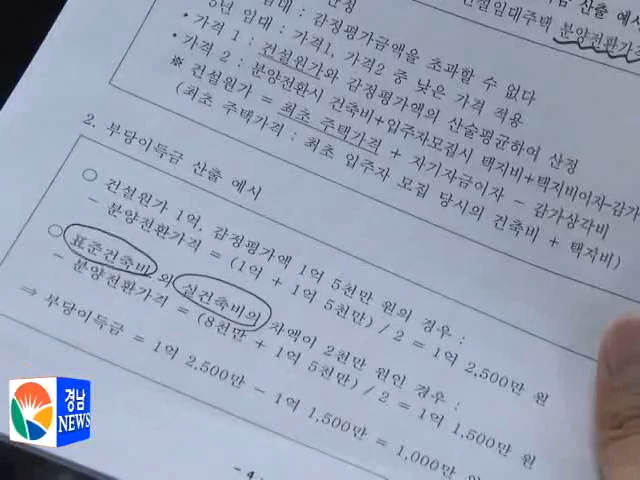 산정
산출 예시
건설임대주택 분양전환가격
5년 임대 : 감정평가금액을 초과할 수 없다
• 가격 1, 가격2 중 낮은 가격 적용
• 가격 1 : 건설원가와 감정평가액의 산술평균하여 산정
• 가격 2 : 분양전환시 건축비+입주자모집시 택지비+택지비이자-감가
※ 건설원가 = 최초 주택가격 + 자기자금이자 - 감가상각비
(최초 주택가격 : 최초 입주자 모집 당시의 건축비 + 택지비)
2. 부당이득금 산출 예시
○ 건설원가 1억, 감정평가액 1억 5천만 원의 경우 :
- 분양전환가격 = (1억 + 1억 5천만) / 2 = 1억 2,500만 원
○ 표준건축비 와 실건축비의 차액이 2천만 원인 경우 :
- 분양전환가격 = (8천만 + 1억 5천만) / 2 = 1억 1,500만 원
⇒ 부당이득금 = 1억 2,500만 - 1억 1,500만 = 1,000만 원
- 4
경남
NEWS